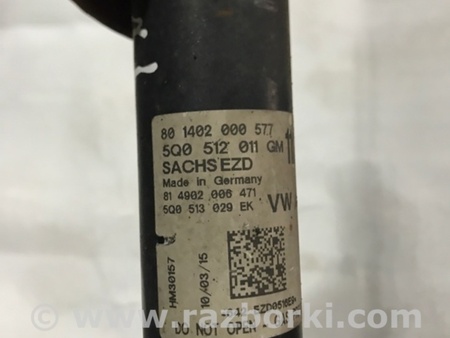 80 1402 000 577
5Q0 512 011 GM
SACHS EZD
Made in Germany
81 4902 006 471
5Q0 513 029 EK VW
HM30157
10/03/15
DO NOT OPEN
www.razborki.com